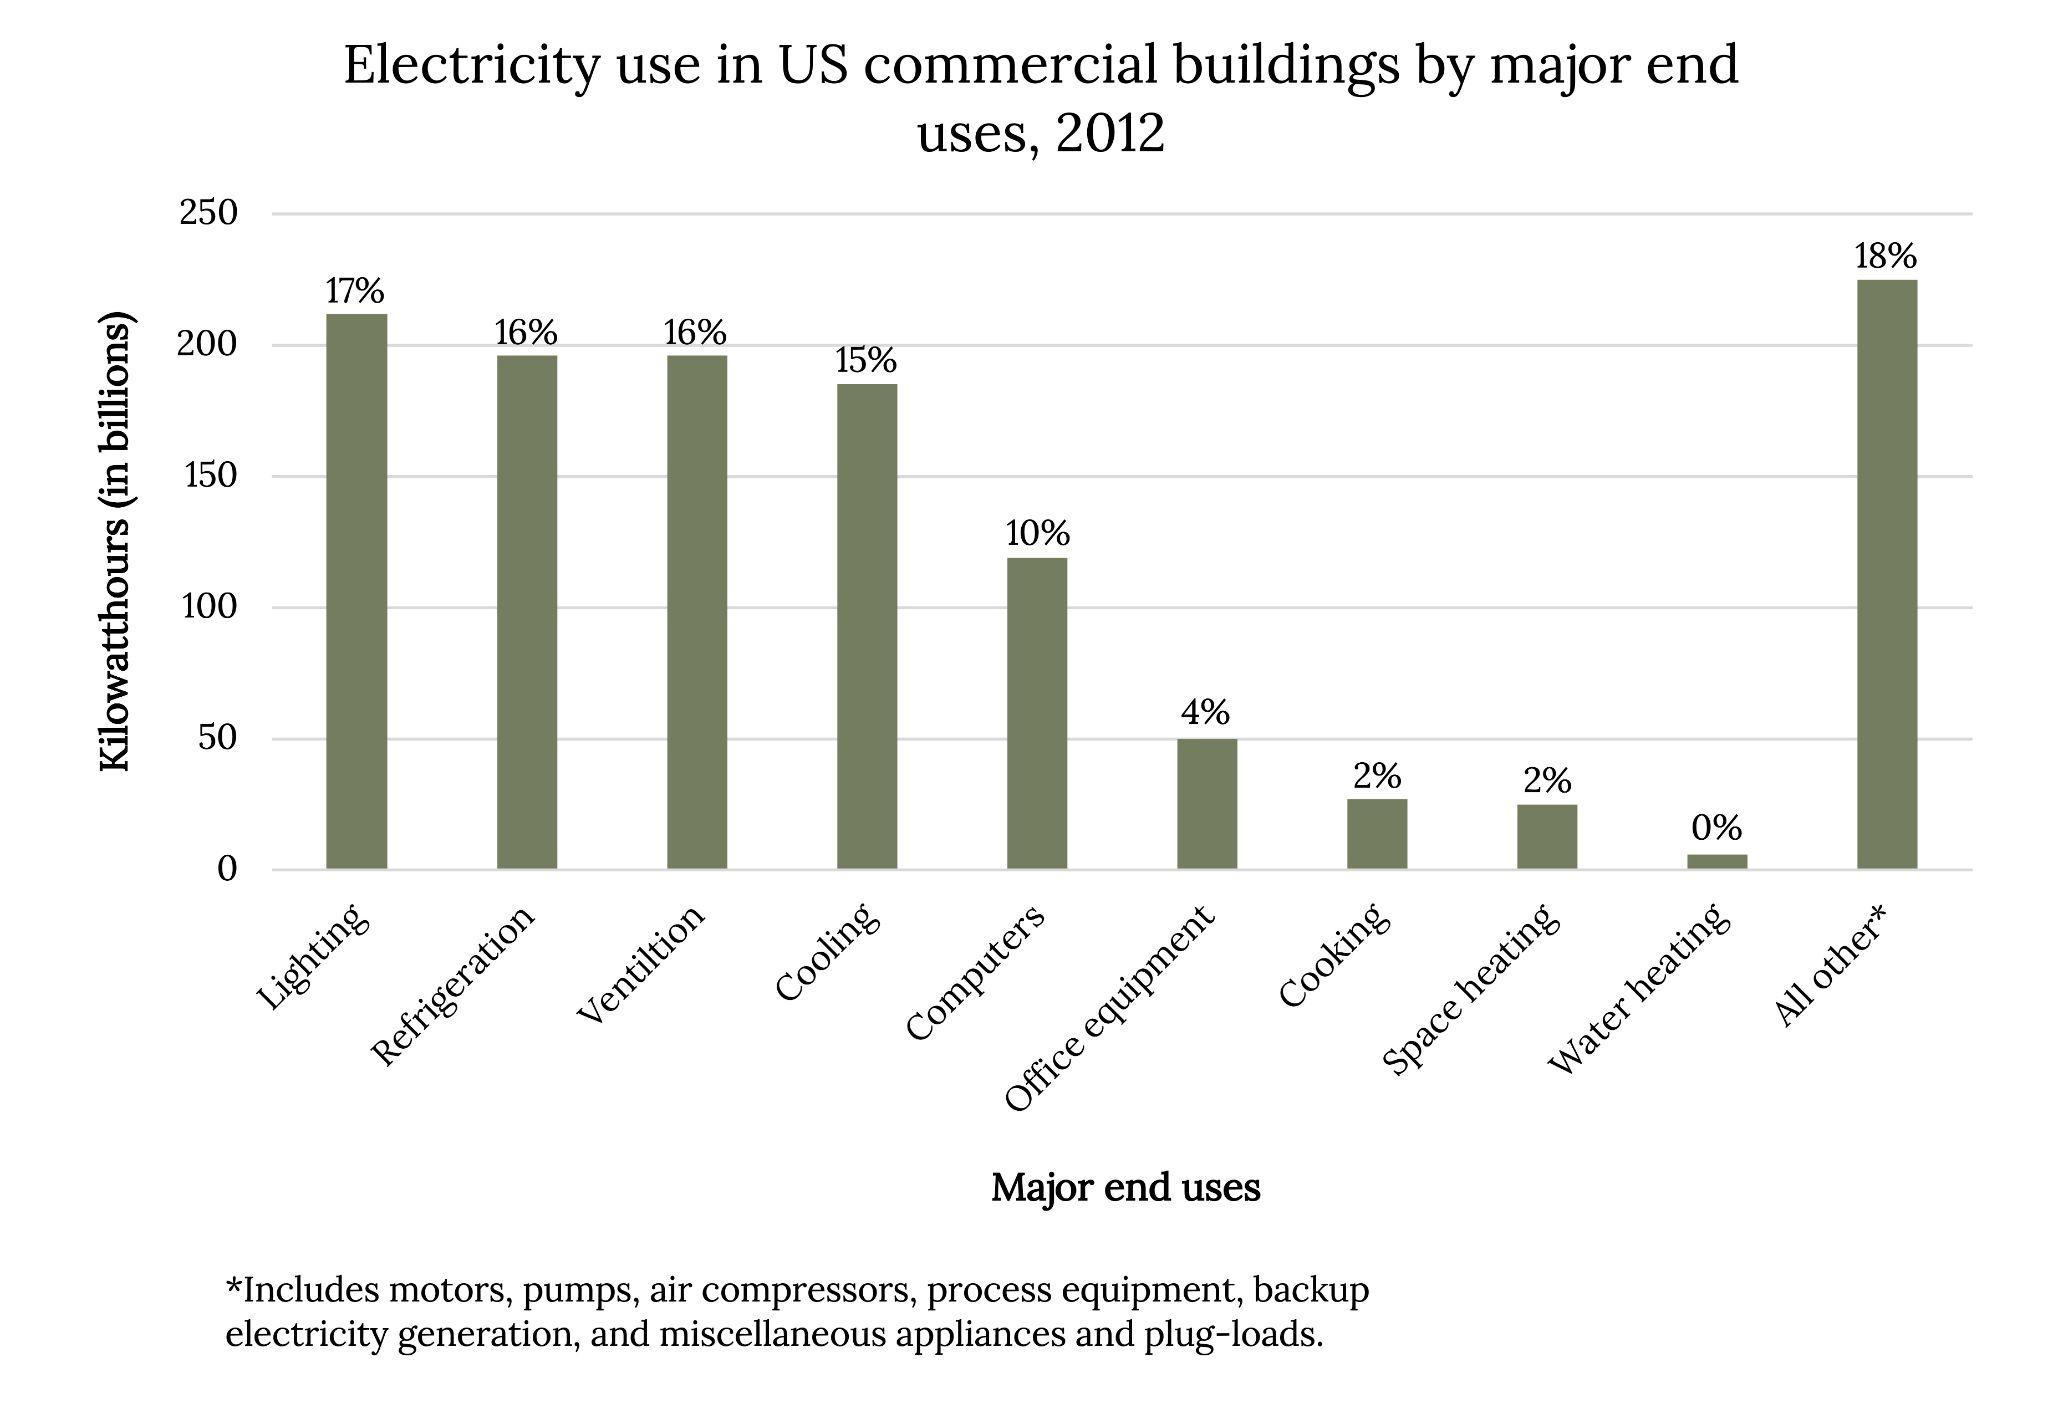 Electricity use in US commercial buildings by major end
uses, 2012
Kilowatthours (in billions)
250
200
150
100
50
0
17%
16%
16%
15%
10%
4%
2%
2%
0%
18%
Lighting
Refrigeration
Ventiltion
Cooling
Computers
Office equipment
Cooking
Space heating
Water heating
All other*
Major end uses
*Includes motors, pumps, air compressors, process equipment, backup
electricity generation, and miscellaneous appliances and plug-loads.